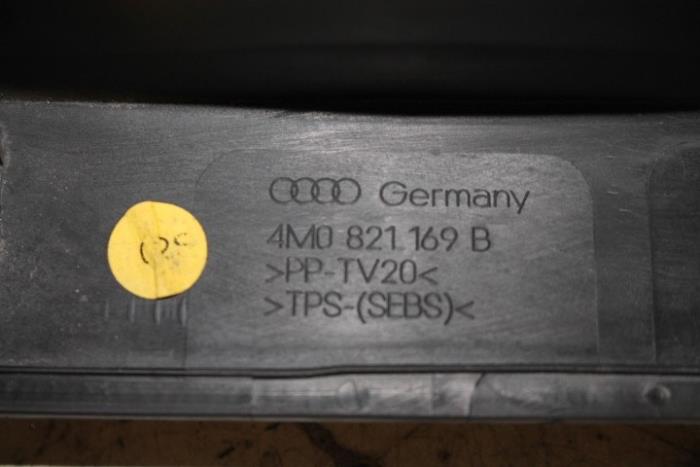 Germany
4M0 821 169 B
>PP-TV20<
>TPS-(SEBS)<